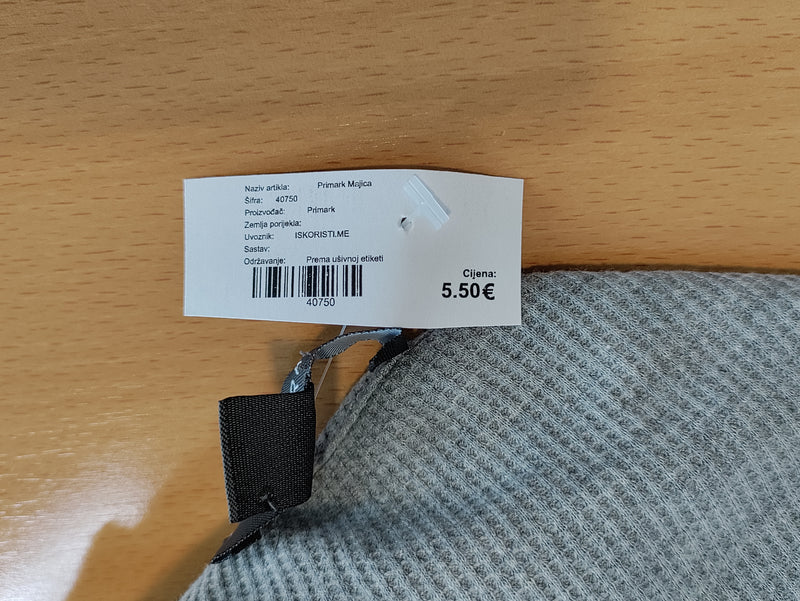 Naziv artikla: Primark Majica
Šifra: 40750
Proizvođač: Primark
Zemlja porijekla:
Uvoznik: ISKORISTI.ME
Sastav:
Održavanje: Prema ušivnoj etiketi
40750
Cijena:
5.50€